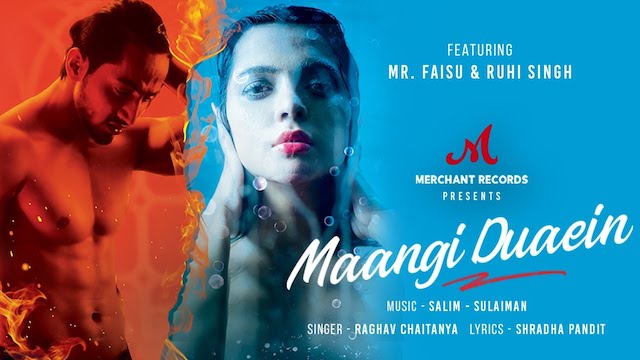 FEATURING
MR. FAISU & RUHI SINGH
M
MERCHANT RECORDS
PRESENTS
Maangi Duaein
MUSIC - SALIM - SULAIMAN
SINGER - RAGHAV CHAITANYA LYRICS - SHRADHA PANDIT